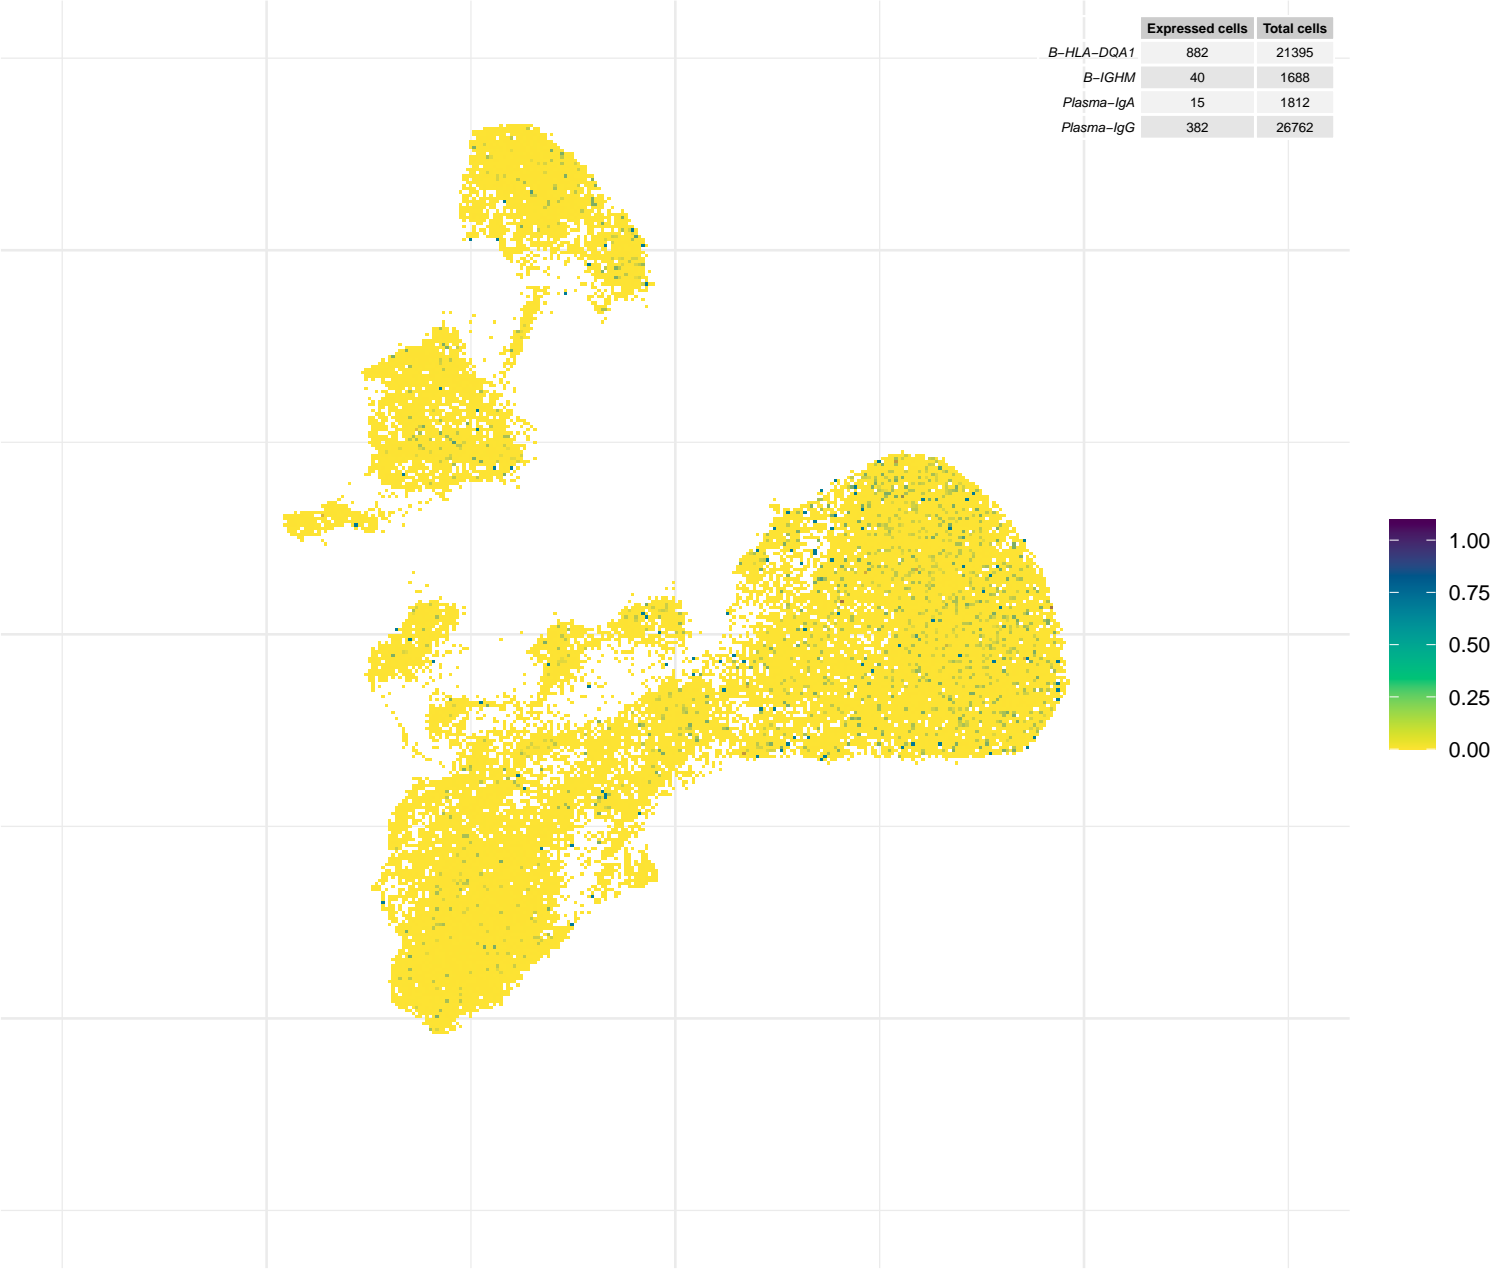 Expressed cells Total cells
B−HLA−DQA1 882 21395
B−IGHM 40 1688
Plasma−IgA 15 1812
Plasma−IgG 382 26762
1.00
0.75
0.50
0.25
0.00